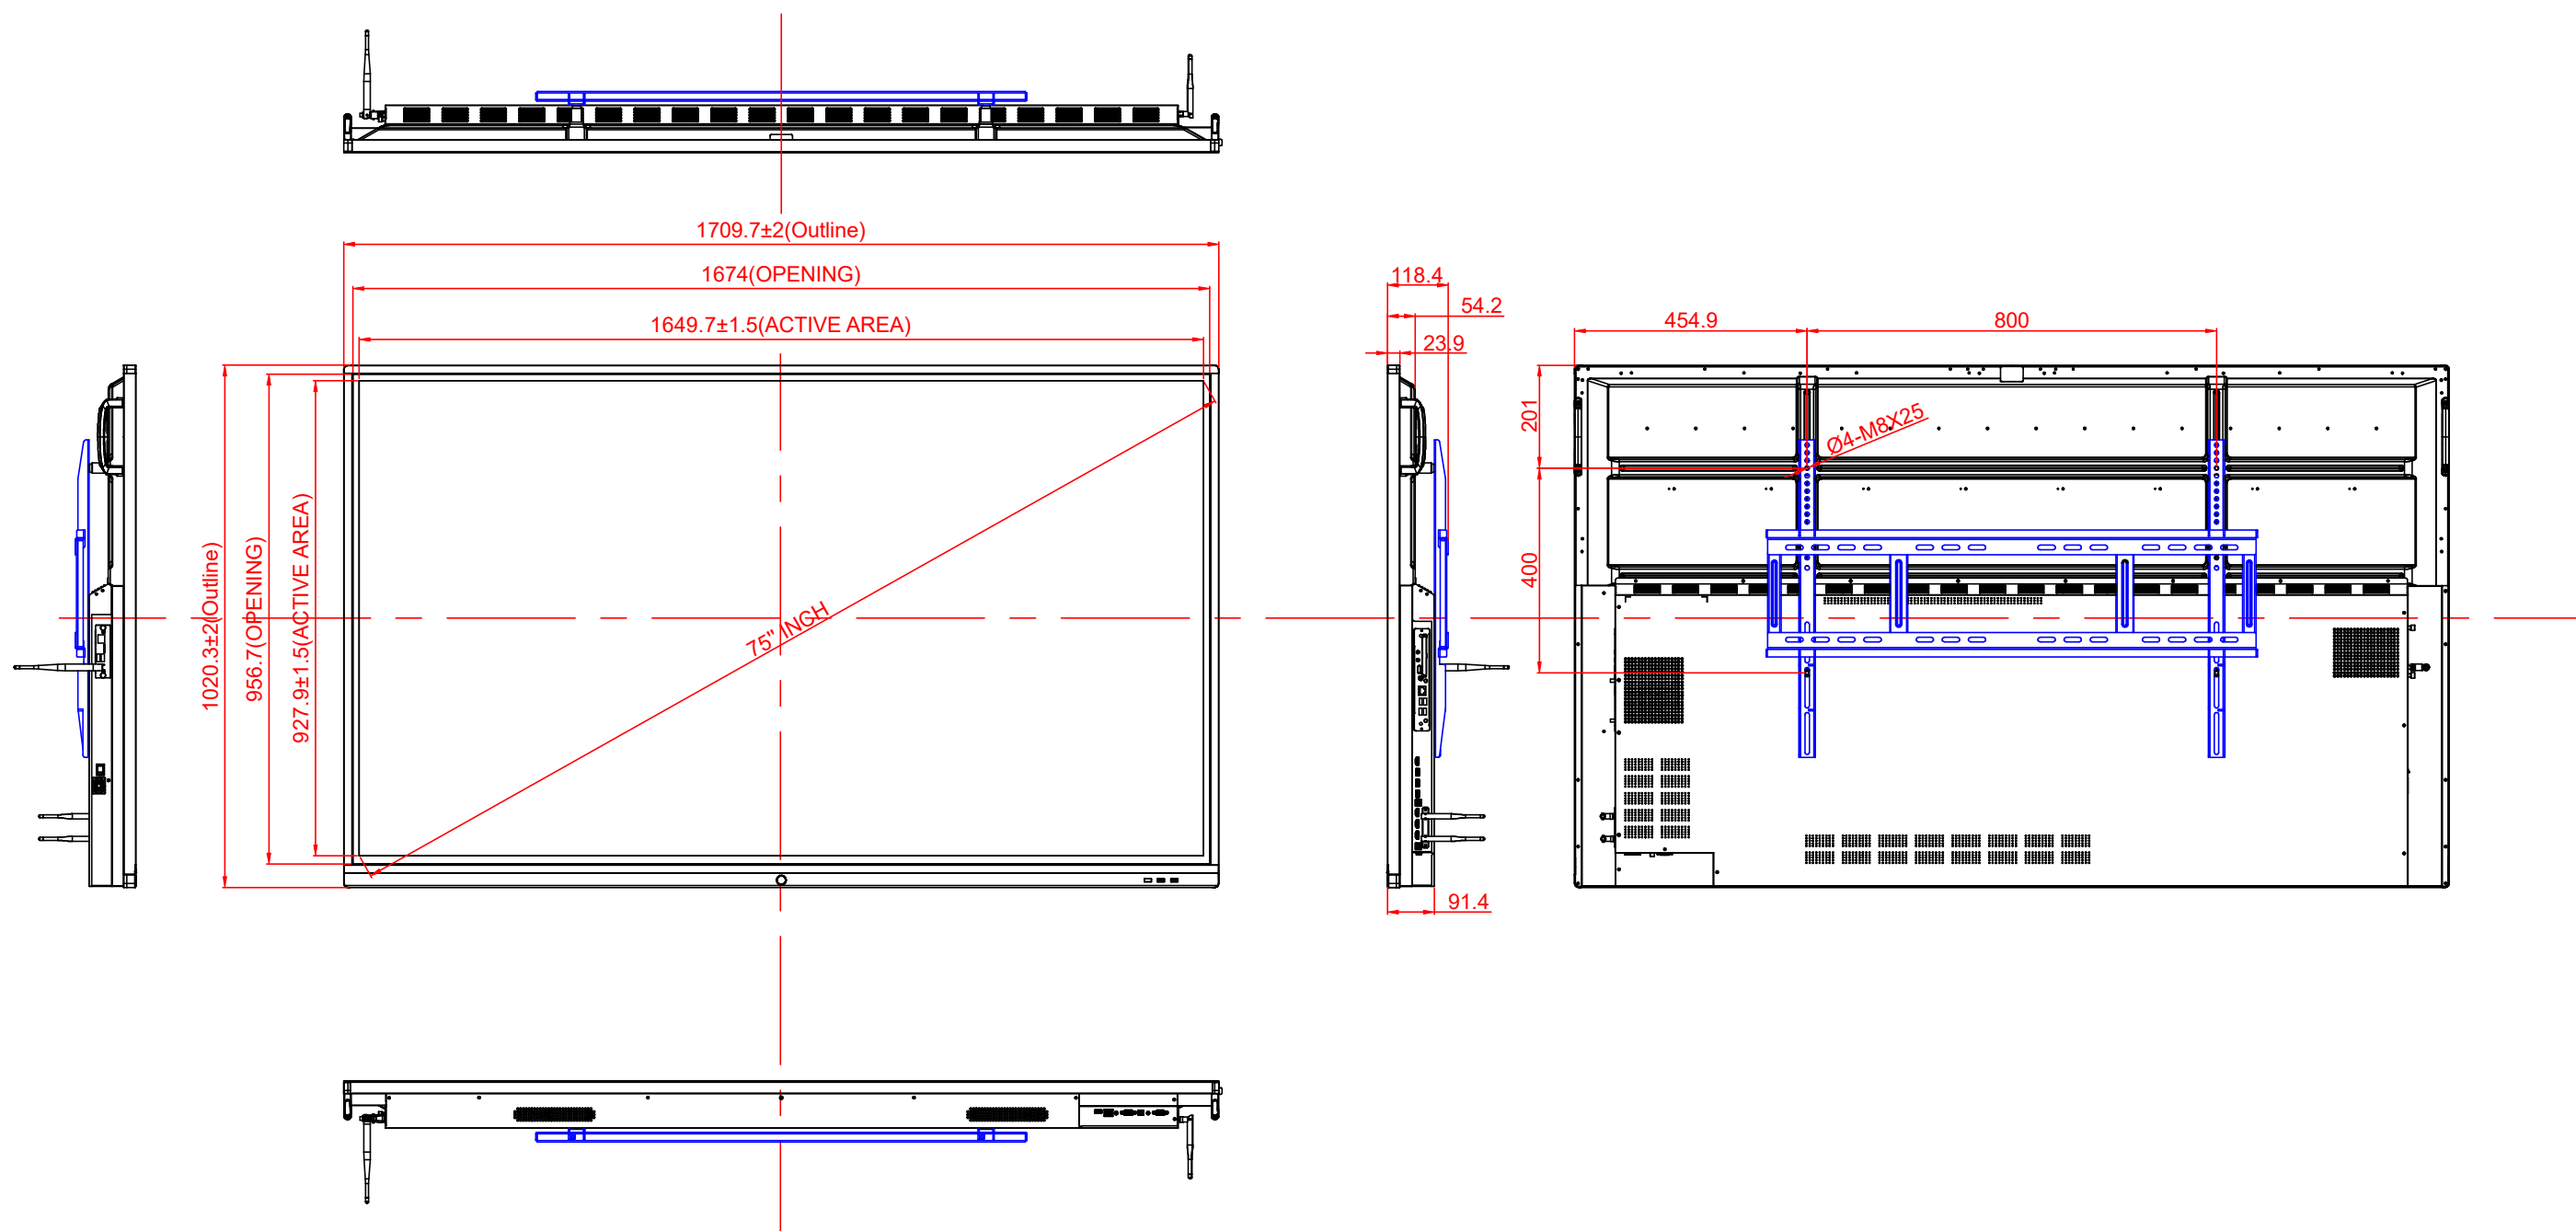 1709.7±2(Outline)
1674(OPENING)
1649.7±1.5(ACTIVE AREA)
1020.3±2(Outline)
956.7(OPENING)
927.9±1.5(ACTIVE AREA)
75" INCH
118.4
54.2
23.9
91.4
454.9
800
201
400
Ø4-M8X25